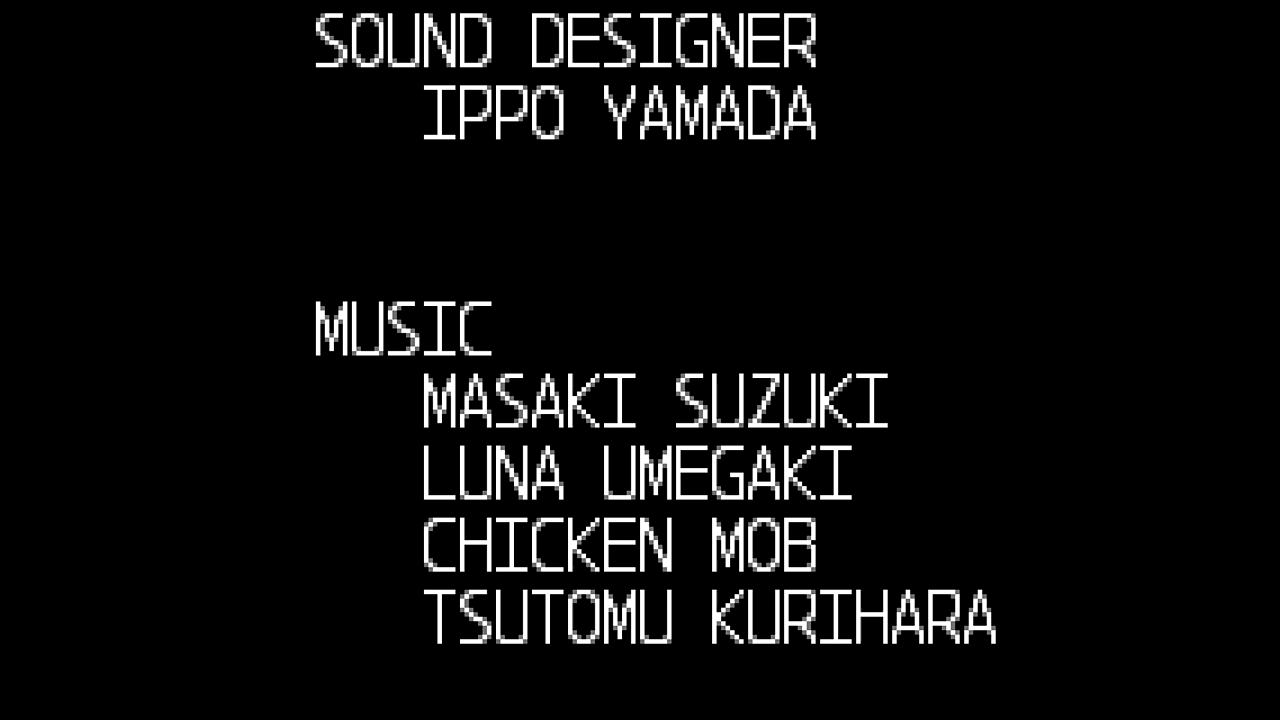 SOUND DESIGNER
IPPO YAMADA
MUSIC
MASAKI SUZUKI
LUNA UMEGAKI
CHICKEN MOB
TSUTOMU KURIHARA